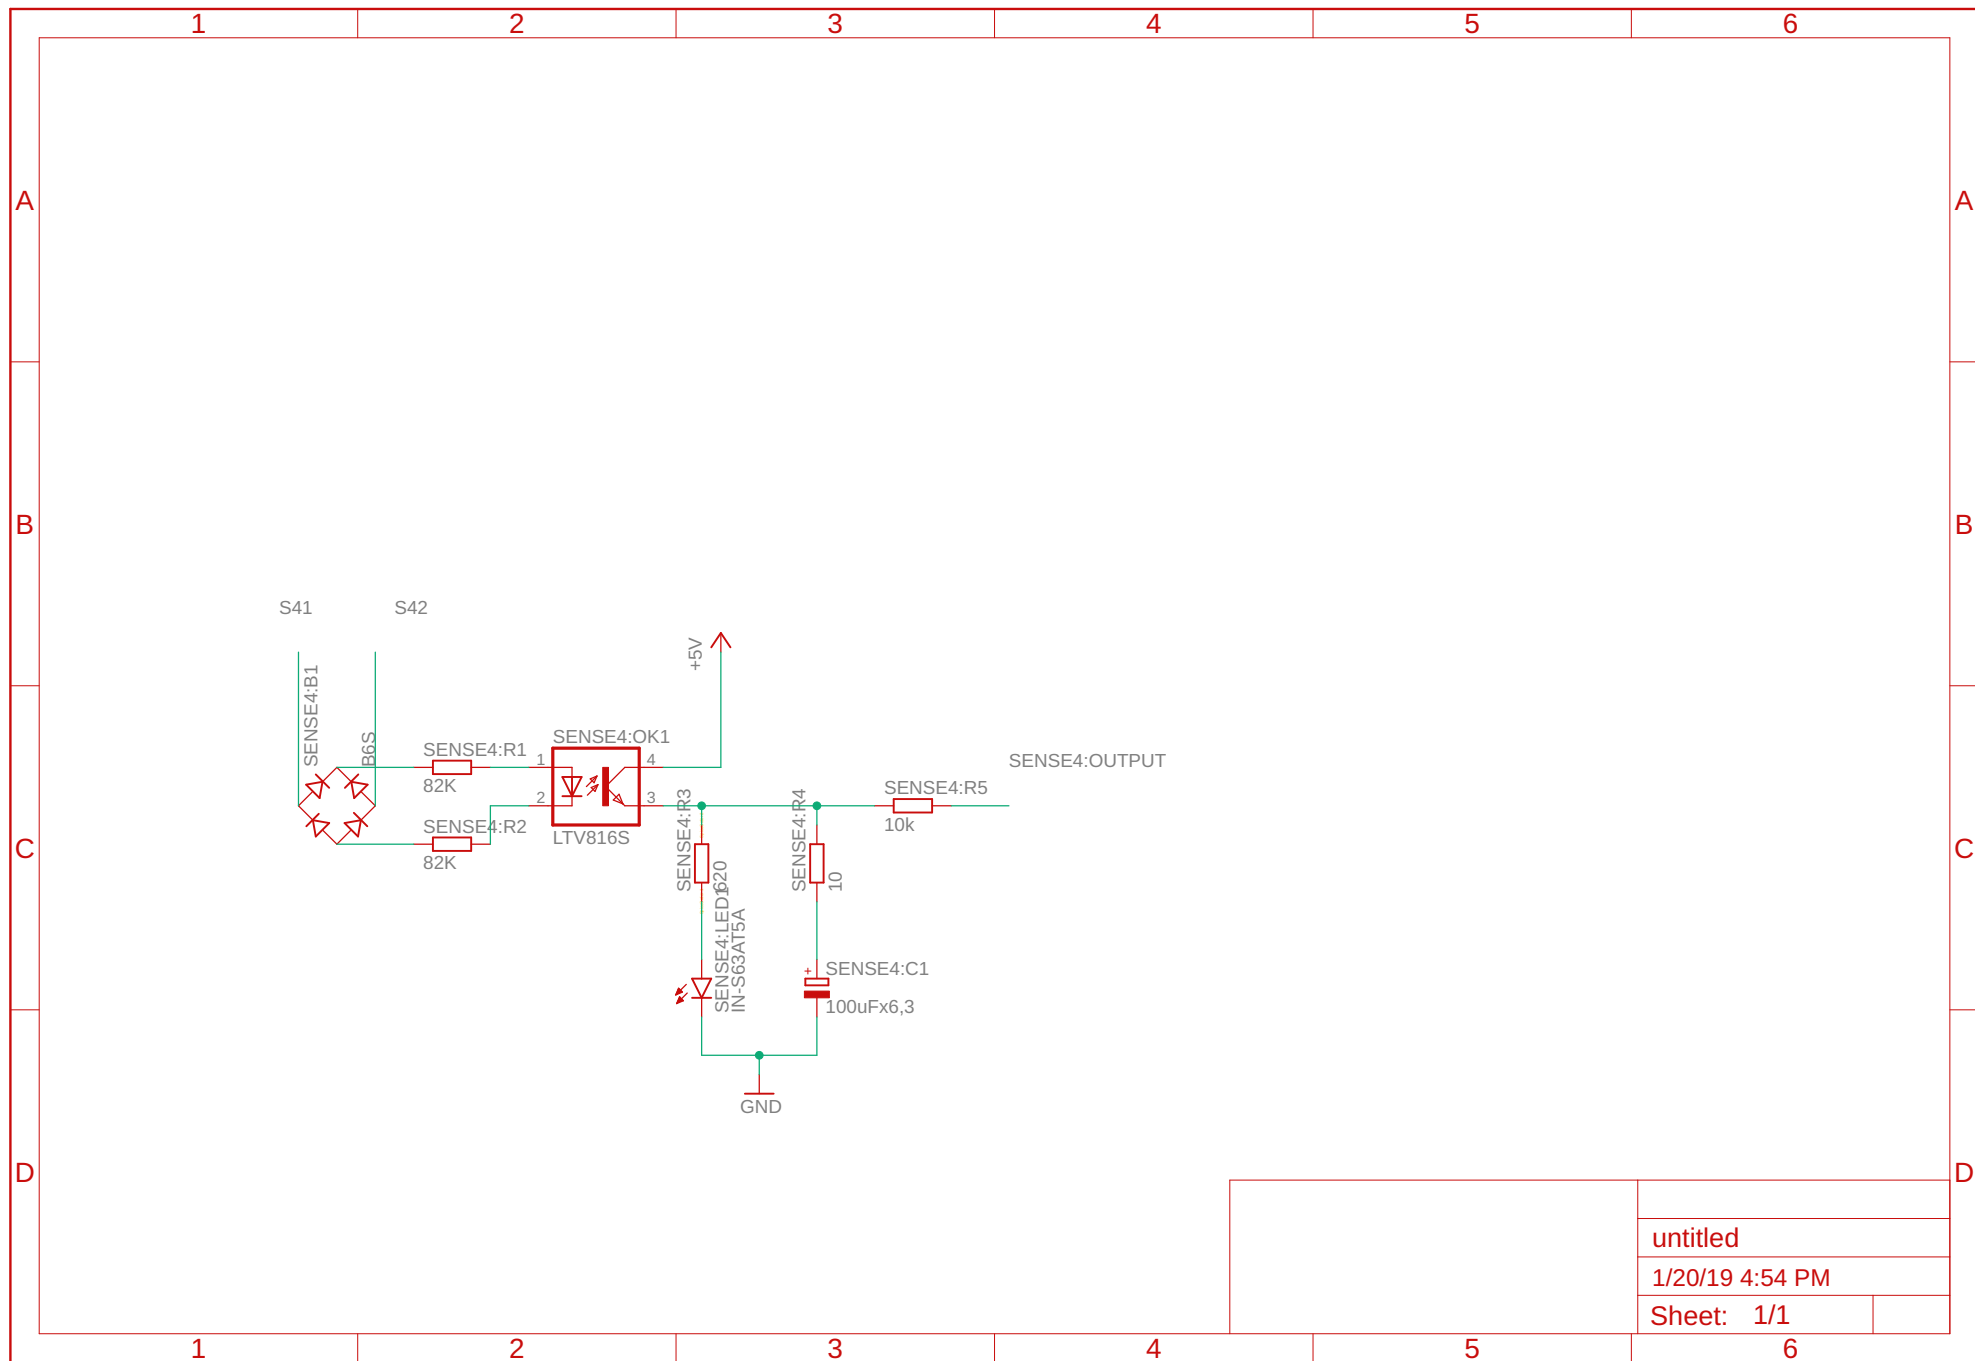 1 2 3 4 5 6
A A
B B
S41 S42
+5V
SENSE4:B1
B6S
SENSE4:R1
82K
SENSE4:R2
82K
SENSE4:OK1
1 4
2 3
LTV816S
SENSE4:R3
620
SENSE4:LED1
IN-S63AT5A
SENSE4:R4
10
SENSE4:C1
+
100uFx6,3
SENSE4:R5
10k
SENSE4:OUTPUT
GND
C C
D D
untitled
1/20/19 4:54 PM
Sheet: 1/1
1 2 3 4 5 6